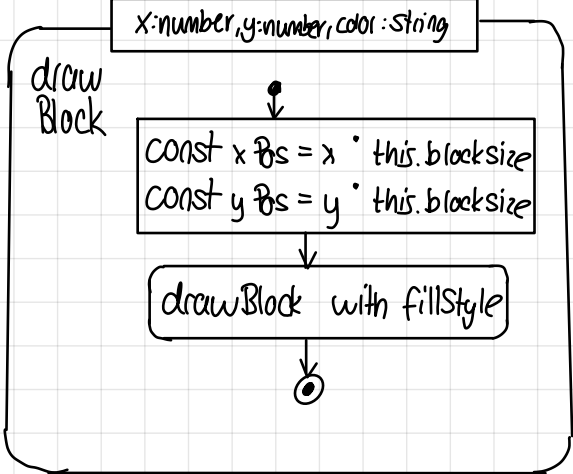 x:number,y:number,color:string
draw
Block
const xPos = x · this.blocksize
const yPos = y · this.blocksize
drawBlock with fillStyle